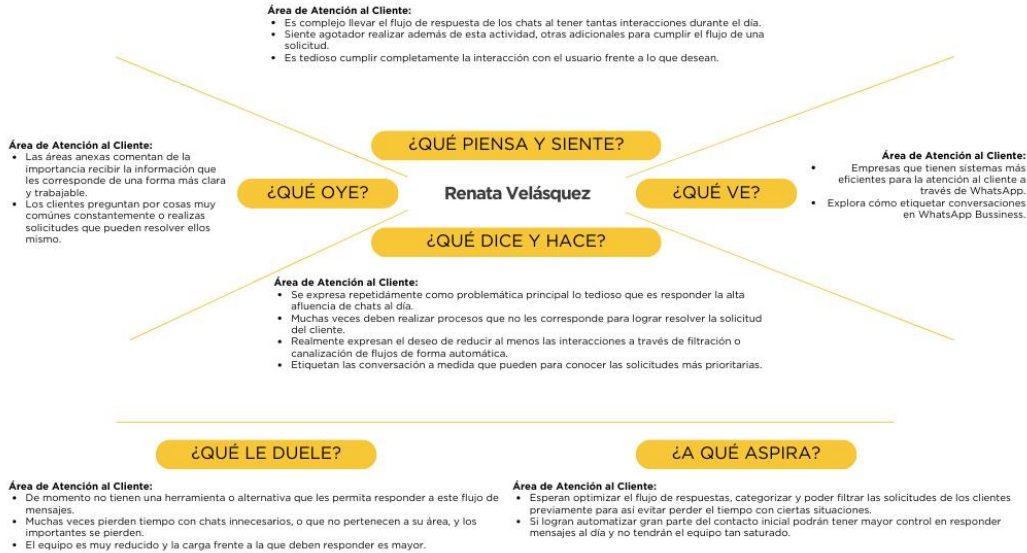 Área de Atención al Cliente:
• Es complejo llevar el flujo de respuesta de los chats al tener tantas interacciones durante el día.
• Siente agotador realizar además de esta actividad, otras adicionales para cumplir el flujo de una
solicitud.
• Es tedioso cumplir completamente la interacción con el usuario frente a lo que desean.
¿QUÉ PIENSA Y SIENTE?
Área de Atención al Cliente:
• Las áreas anexas comentan de la
importancia recibir la información que
les corresponde de una forma más clara
y trabajable.
• Los clientes preguntan por cosas muy
comúnes constantemente o realizas
solicitudes que pueden resolver ellos
mismo.
¿QUÉ OYE?
Renata Velásquez
¿QUÉ VE?
Área de Atención al Cliente:
• Empresas que tienen sistemas más
eficientes para la atención al cliente a
través de WhatsApp.
• Explora cómo etiquetar conversaciones
en WhatsApp Bussiness.
¿QUÉ DICE Y HACE?
Área de Atención al Cliente:
• Se expresa repetidámente como problemática principal lo tedioso que es responder la alta
afluencia de chats al día.
• Muchas veces deben realizar procesos que no les corresponde para lograr resolver la solicitud
del cliente.
• Realmente expresan el deseo de reducir al menos las interacciones a través de filtración o
canalización de flujos de forma automática.
• Etiquetan las conversación a medida que pueden para conocer las solicitudes más prioritarias.
¿QUÉ LE DUELE?
Área de Atención al Cliente:
• De momento no tienen una herramienta o alternativa que les permita responder a este flujo de
mensajes.
• Muchas veces pierden tiempo con chats innecesarios, o que no pertenecen a su área, y los
importantes se pierden.
• El equipo es muy reducido y la carga frente a la que deben responder es mayor.
¿A QUÉ ASPIRA?
Área de Atención al Cliente:
• Esperan optimizar el flujo de respuestas, categorizar y poder filtrar las solicitudes de los clientes
previamente para así evitar perder el tiempo con ciertas situaciones.
• Si logran automatizar gran parte del contacto inicial podrán tener mayor control en responder
mensajes al día y no tendrán el equipo tan saturado.